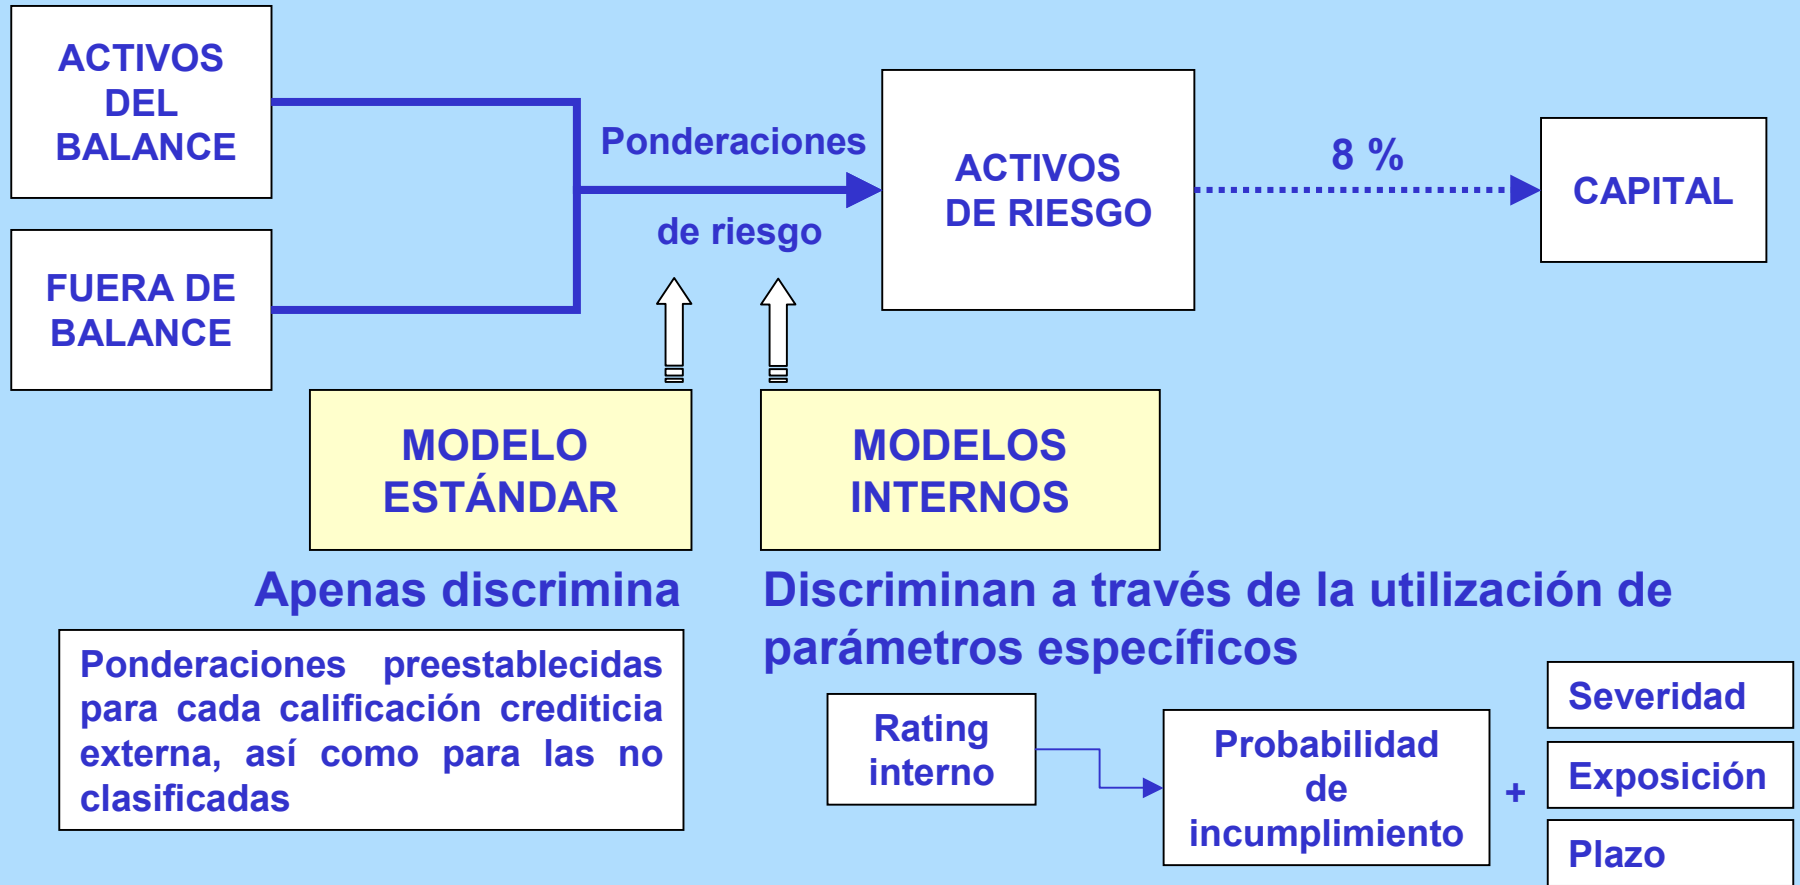 ACTIVOS
DEL
BALANCE
FUERA DE
BALANCE
Ponderaciones
de riesgo
ACTIVOS
DE RIESGO
8 %
CAPITAL
MODELO
ESTÁNDAR
MODELOS
INTERNOS
Apenas discrimina
Ponderaciones preestablecidas
para cada calificación crediticia
externa, así como para las no
clasificadas
Discriminan a través de la utilización de
parámetros específicos
Rating
interno
Probabilidad
de
incumplimiento
+
Severidad
Exposición
Plazo